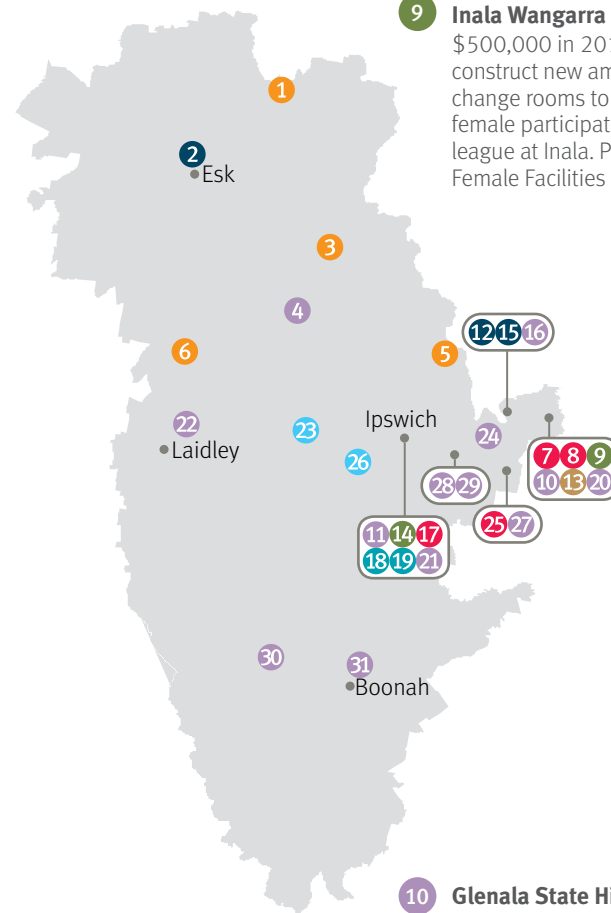 9 Inala Wangarra
$500,000 in 201
construct new am
change rooms to
female participat
league at Inala. P
Female Facilities
1
2
Esk
3
4
12 15 16
6
5
22
23
Ipswich
24
Laidley
26
7 8 9
28 29
10 13 20
25 27
11 14 17
18 19 21
30
31
Boonah
10 Glenala State Hi